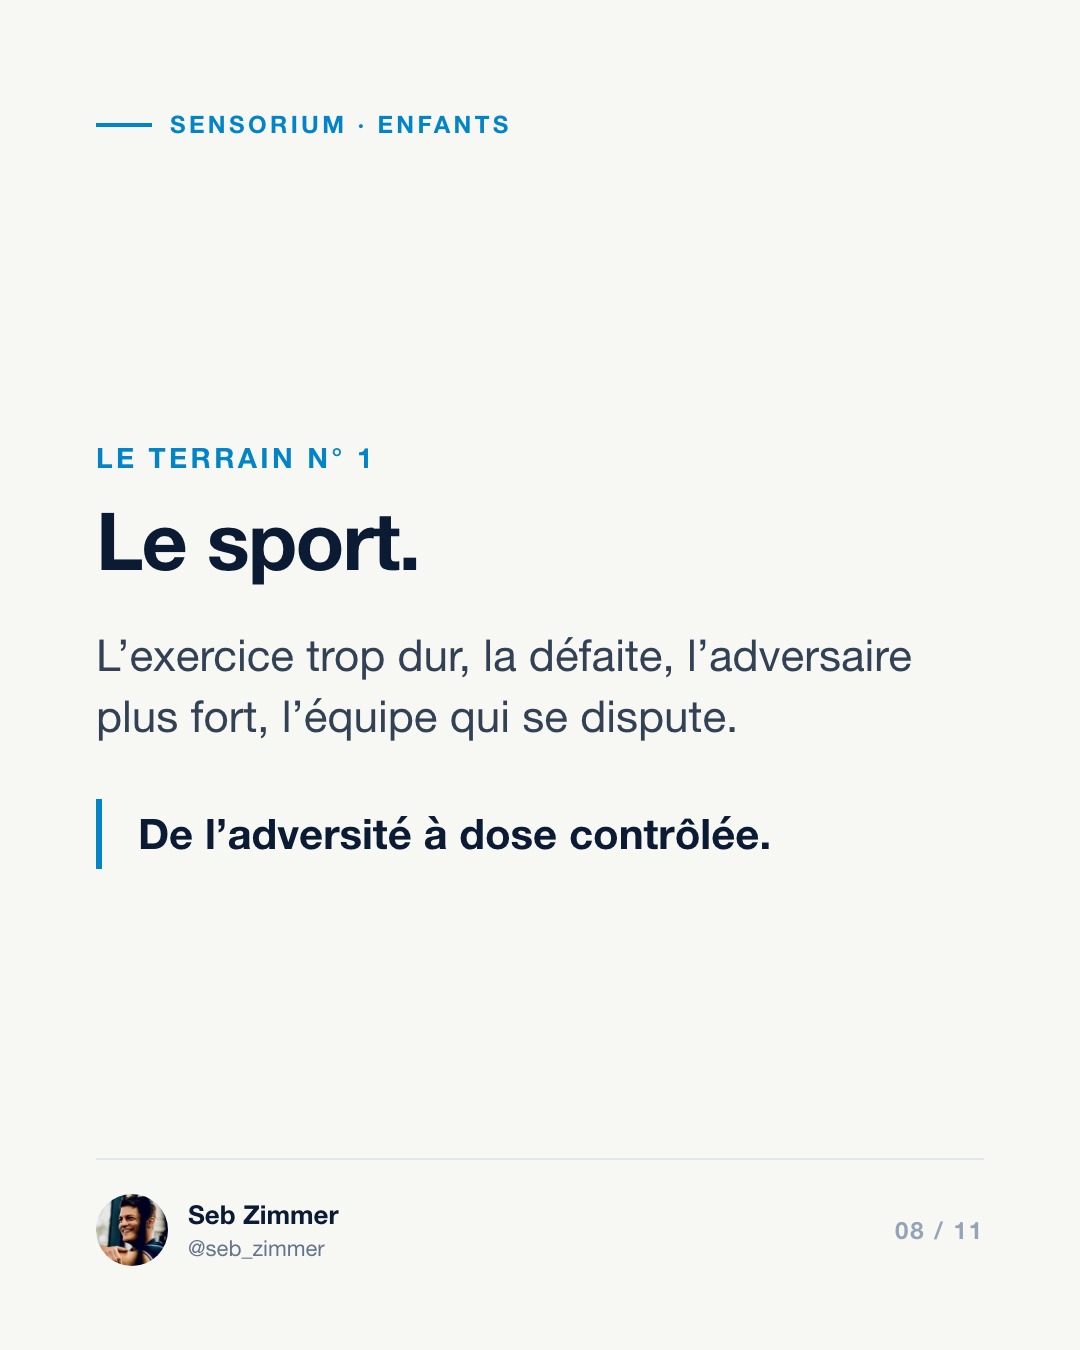 SENSORIUM · ENFANTS
LE TERRAIN N° 1
Le sport.
L’exercice trop dur, la défaite, l’adversaire
plus fort, l’équipe qui se dispute.
De l’adversité à dose contrôlée.
Seb Zimmer
@seb_zimmer
08 / 11